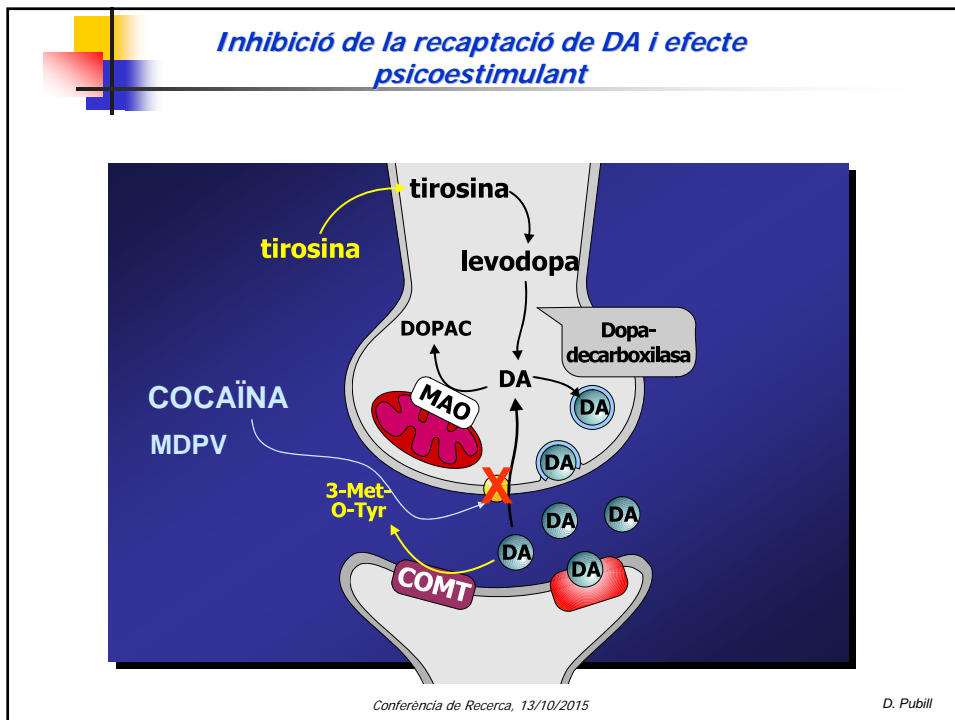 Inhibició de la recaptació de DA i efecte
psicoestimulant
tirosina
tirosina
levodopa
DOPAC
Dopa-
decarboxilasa
DA
MAO
DA
COCAÏNA
MDPV
DA
X
3-Met-
O-Tyr
DA
DA
DA
DA
COMT
Conferència de Recerca, 13/10/2015
D. Pubill